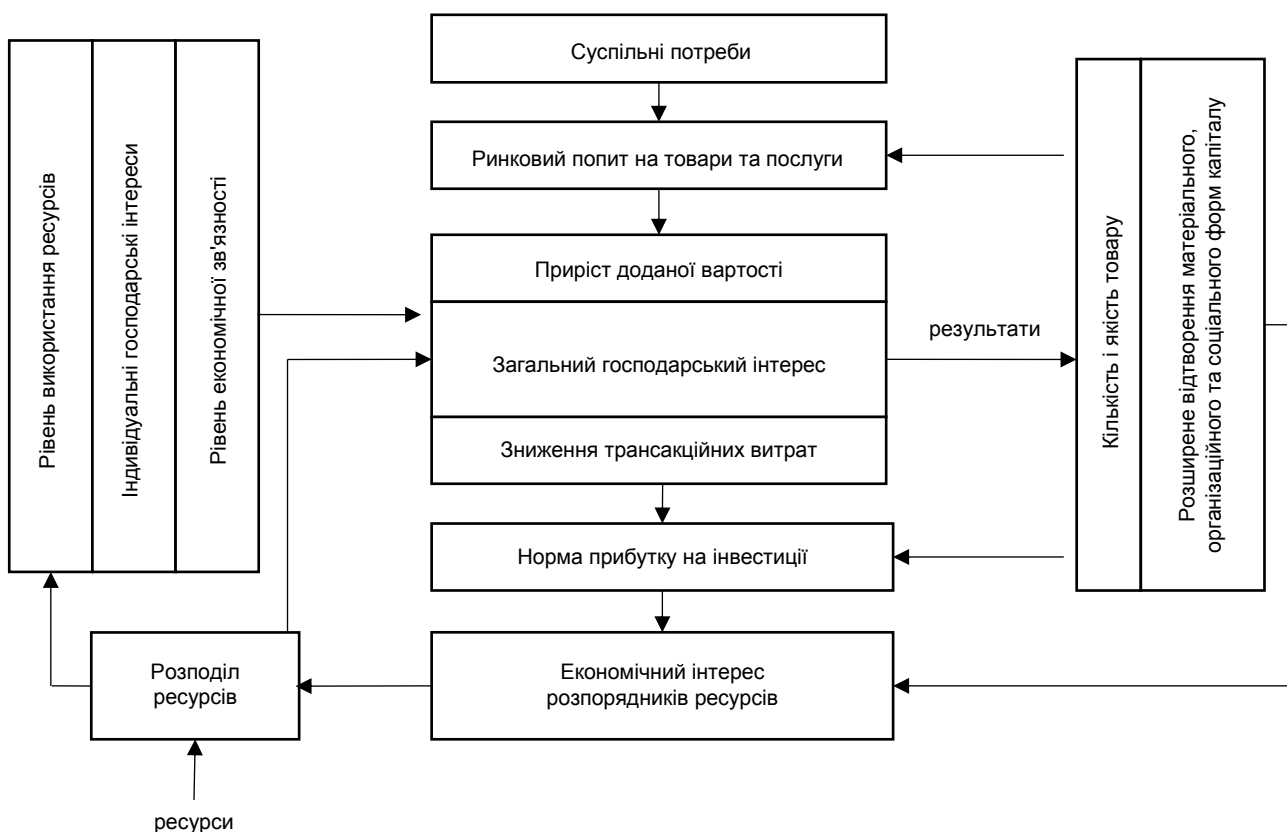 Суспільні потреби
Ринковий попит на товари та послуги
Рівень використання ресурсів
Індивідуальні господарські інтереси
Рівень економічної зв'язності
Приріст доданої вартості
Загальний господарський інтерес
Зниження трансакційних витрат
результати
Кількість і якість товару
Розширене відтворення матеріального,
організаційного та соціального форм капіталу
Норма прибутку на інвестиції
Економічний інтерес
розпорядників ресурсів
Розподіл
ресурсів
ресурси